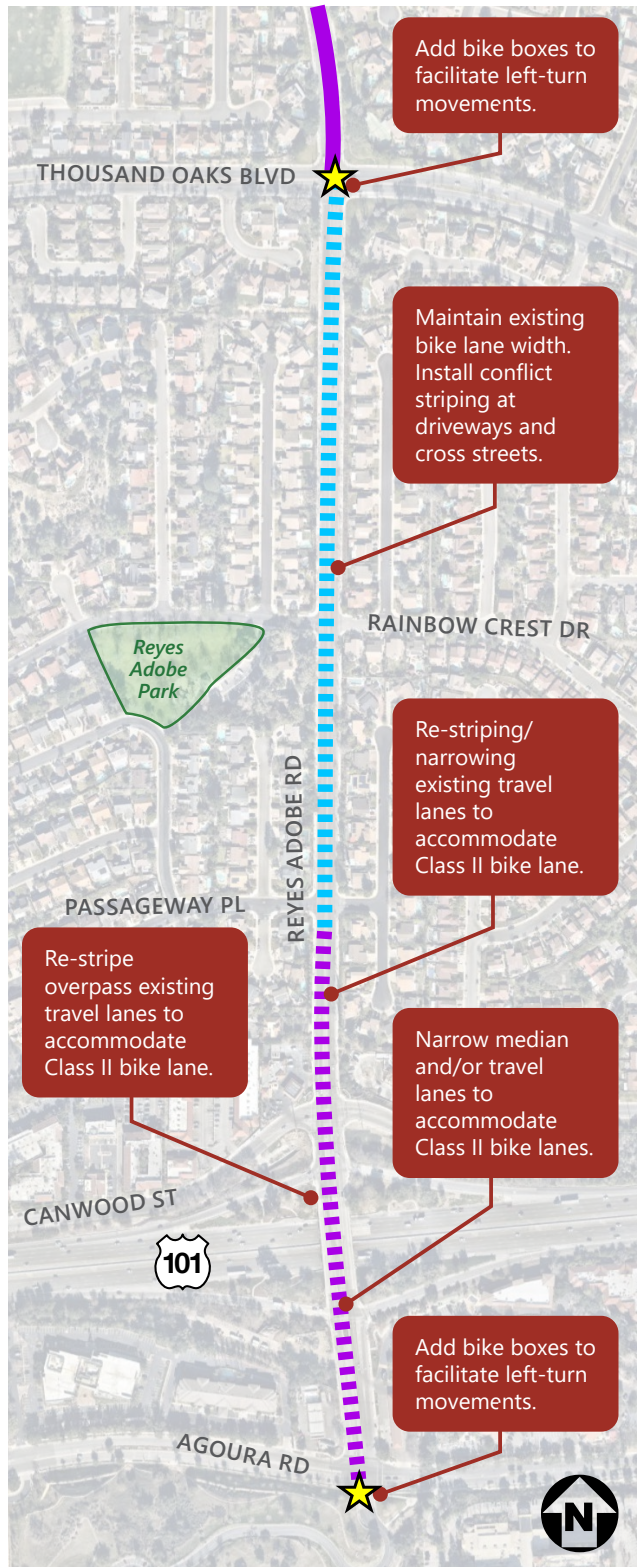 Add bike boxes to
facilitate left-turn
movements.
THOUSAND OAKS BLVD
Maintain existing
bike lane width.
Install conflict
striping at
driveways and
cross streets.
RAINBOW CREST DR
Reyes
Adobe
Park
Re-striping/
narrowing
existing travel
lanes to
accommodate
Class II bike lane.
REYES ADOBE RD
PASSAGEWAY PL
Re-stripe
overpass existing
travel lanes to
accommodate
Class II bike lane.
Narrow median
and/or travel
lanes to
accommodate
Class II bike lanes.
CANWOOD ST
101
Add bike boxes to
facilitate left-turn
movements.
AGOURA RD
N